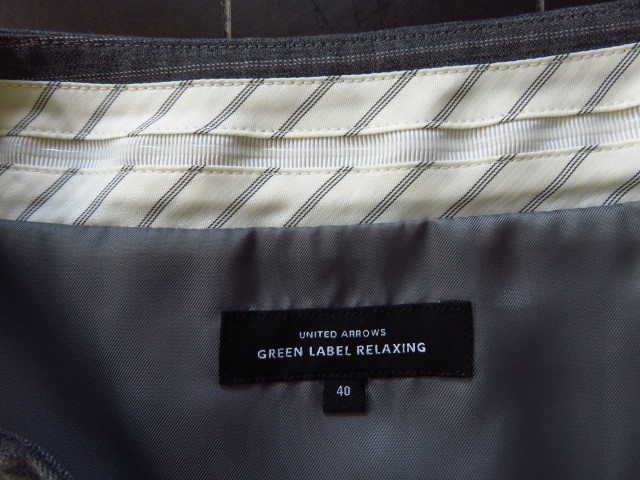 UNITED ARROWS
GREEN LABEL RELAXING
40